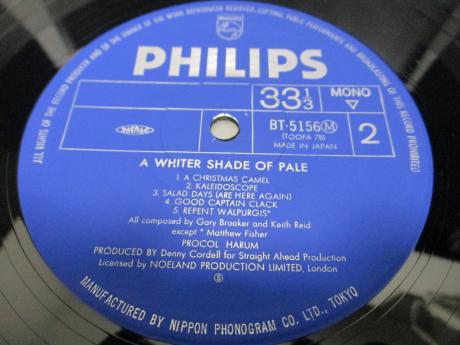 ALL RIGHTS OF THE RECORD PRODUCER AND OF THE OWNER OF THE WORK REPRODUCED RESERVED. COPYING, PUBLIC PERFORMANCE AND BROADCASTING OF THIS RECORD PROHIBITED
PHILIPS
PHILIPS
33 1/3
MONO
BT-5156 Ⓜ
(TOOFA 78)
MADE IN JAPAN
2
A WHITER SHADE OF PALE
1. A CHRISTMAS CAMEL
2. KALEIDOSCOPE
3. SALAD DAYS (ARE HERE AGAIN)
4. GOOD CAPTAIN CLACK
5. REPENT WALPURGIS*
All composed by Gary Brooker and Keith Reid
except * Matthew Fisher
PROCOL HARUM
PRODUCED BY Denny Cordell for Straight Ahead Production
Licensed by NOELAND PRODUCTION LIMITED, London
Ⓢ
MANUFACTURED BY NIPPON PHONOGRAM CO. LTD., TOKYO